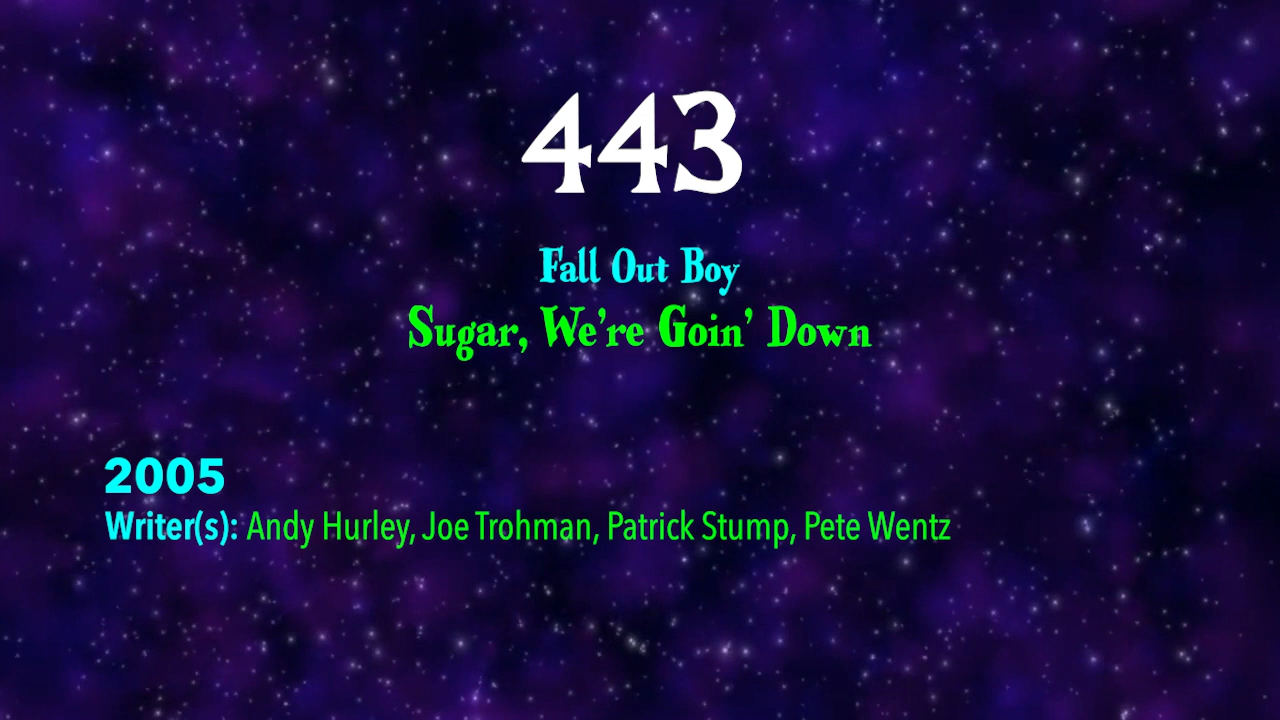 443
Fall Out Boy
Sugar, We're Goin' Down
2005
Writer(s): Andy Hurley, Joe Trohman, Patrick Stump, Pete Wentz